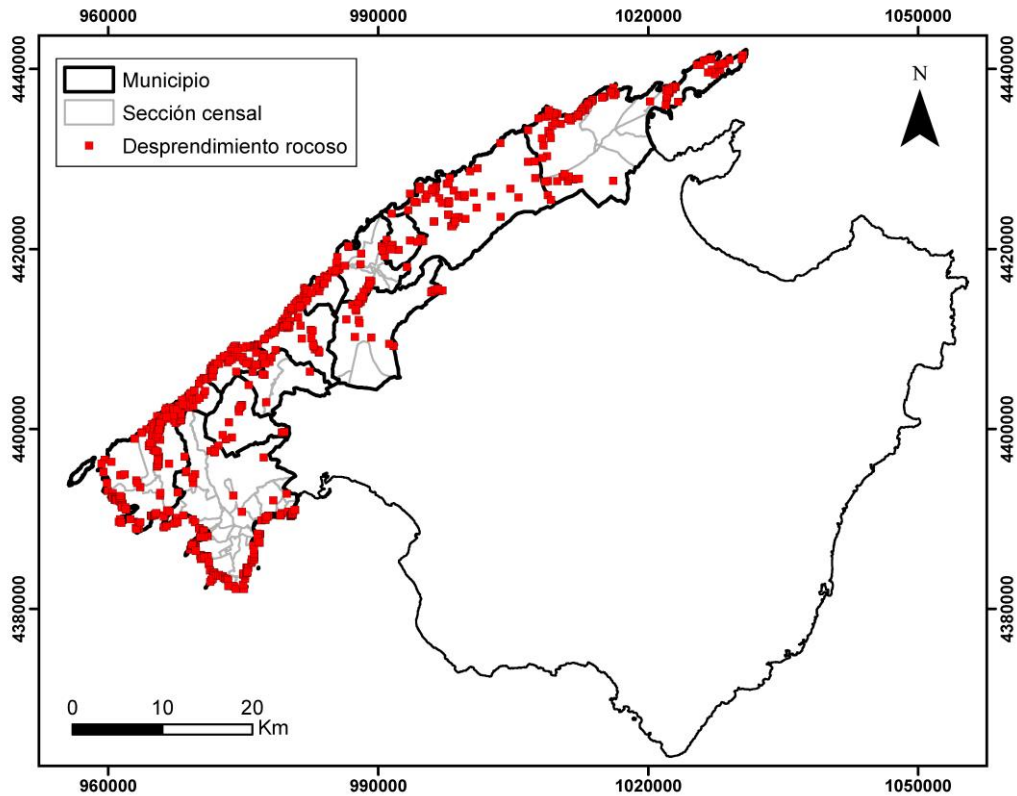 960000 990000 1020000 1050000
4440000 4440000
Municipio
Sección censal
Desprendimiento rocoso
N
4420000 4420000
4400000 4400000
4380000 4380000
0 10 20
Km
960000 990000 1020000 1050000